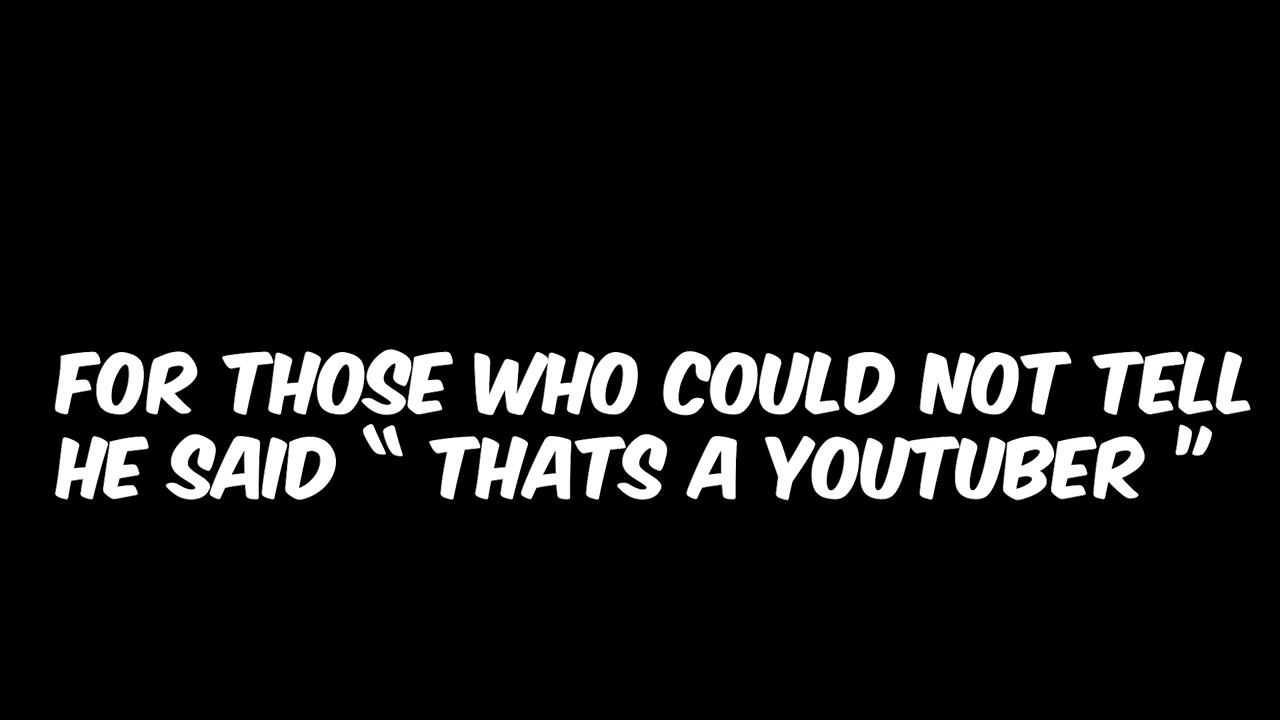 FOR THOSE WHO COULD NOT TELL
HE SAID “ THATS A YOUTUBER ”